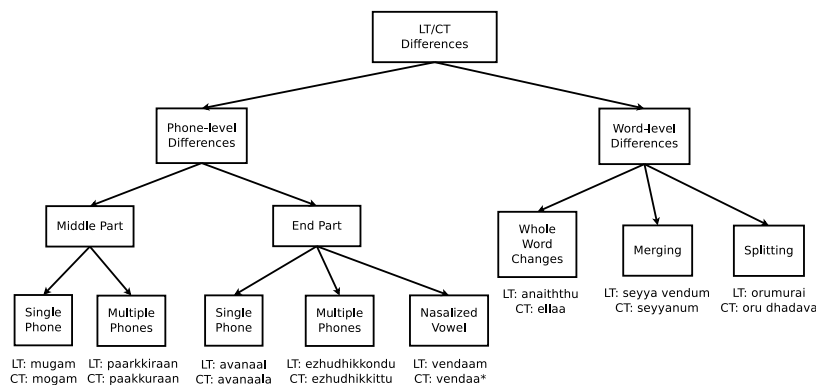 LT/CT
Differences
Phone-level
Differences
Word-level
Differences
Middle Part
End Part
Whole
Word
Changes
Merging
Splitting
LT: anaiththu
CT: ellaa
LT: seyya vendum
CT: seyyanum
LT: orumurai
CT: oru dhadava
Single
Phone
Multiple
Phones
Single
Phone
Multiple
Phones
Nasalized
Vowel
LT: mugam
CT: mogam
LT: paarkkiraan
CT: paakkuraan
LT: avanaal
CT: avanaala
LT: ezhudhikkondu
CT: ezhudhikkittu
LT: vendaam
CT: vendaa*